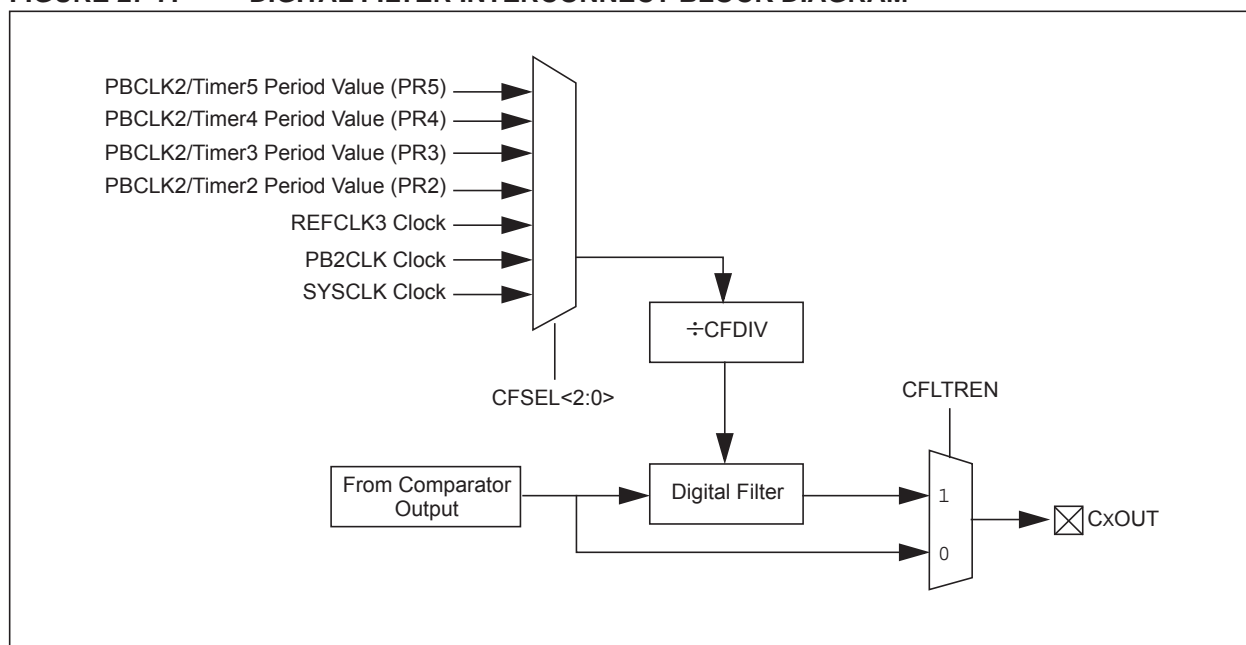 PBCLK2/Timer5 Period Value (PR5)
PBCLK2/Timer4 Period Value (PR4)
PBCLK2/Timer3 Period Value (PR3)
PBCLK2/Timer2 Period Value (PR2)
REFCLK3 Clock
PB2CLK Clock
SYSCLK Clock
÷CFDIV
CFSEL<2:0>
CFLTREN
From Comparator
Output
Digital Filter
1
0
CxOUT